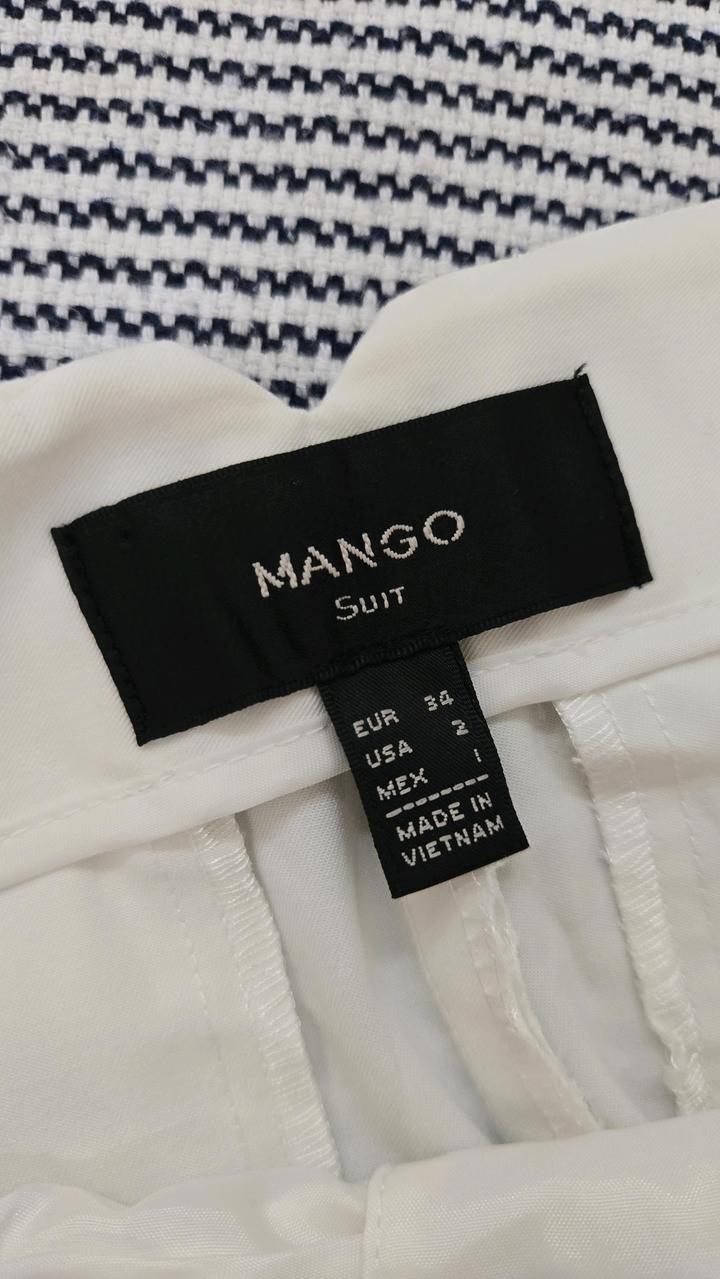 MANGO
SUIT
EUR 34
USA 2
MEX 1
MADE IN
VIETNAM